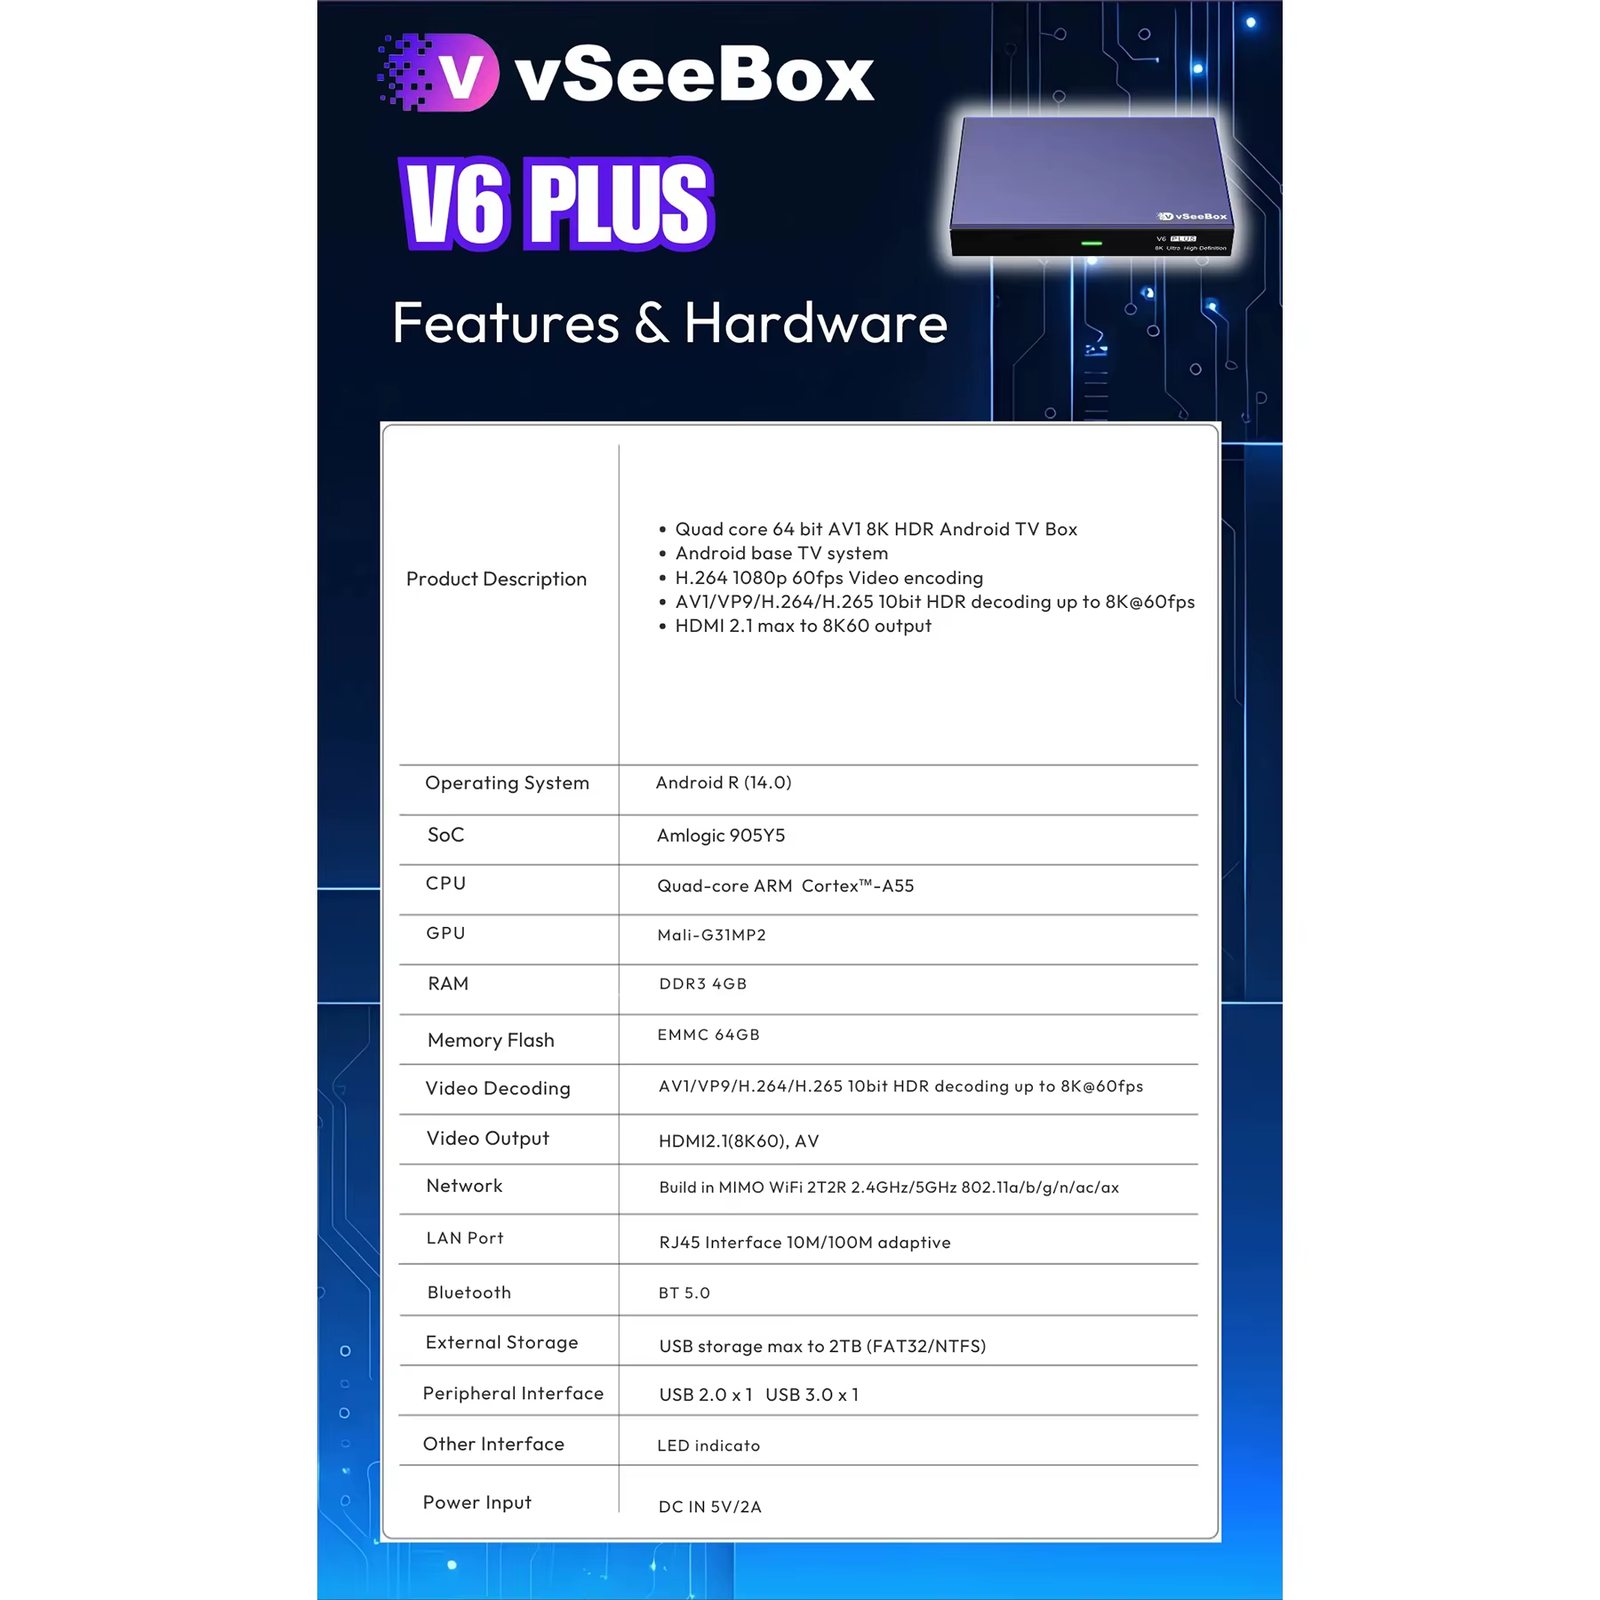 V vSeeBox
V6 PLUS
vSeeBox
V6 PLUS
8K Ultra High Definition
Features & Hardware
Product Description
• Quad core 64 bit AV1 8K HDR Android TV Box
• Android base TV system
• H.264 1080p 60fps Video encoding
• AV1/VP9/H.264/H.265 10bit HDR decoding up to 8K@60fps
• HDMI 2.1 max to 8K60 output
Operating System Android R (14.0)
SoC Amlogic 905Y5
CPU Quad-core ARM Cortex™-A55
GPU Mali-G31MP2
RAM DDR3 4GB
Memory Flash EMMC 64GB
Video Decoding AV1/VP9/H.264/H.265 10bit HDR decoding up to 8K@60fps
Video Output HDMI2.1(8K60), AV
Network Build in MIMO WiFi 2T2R 2.4GHz/5GHz 802.11a/b/g/n/ac/ax
LAN Port RJ45 Interface 10M/100M adaptive
Bluetooth BT 5.0
External Storage USB storage max to 2TB (FAT32/NTFS)
Peripheral Interface USB 2.0 x 1 USB 3.0 x 1
Other Interface LED indicato
Power Input DC IN 5V/2A